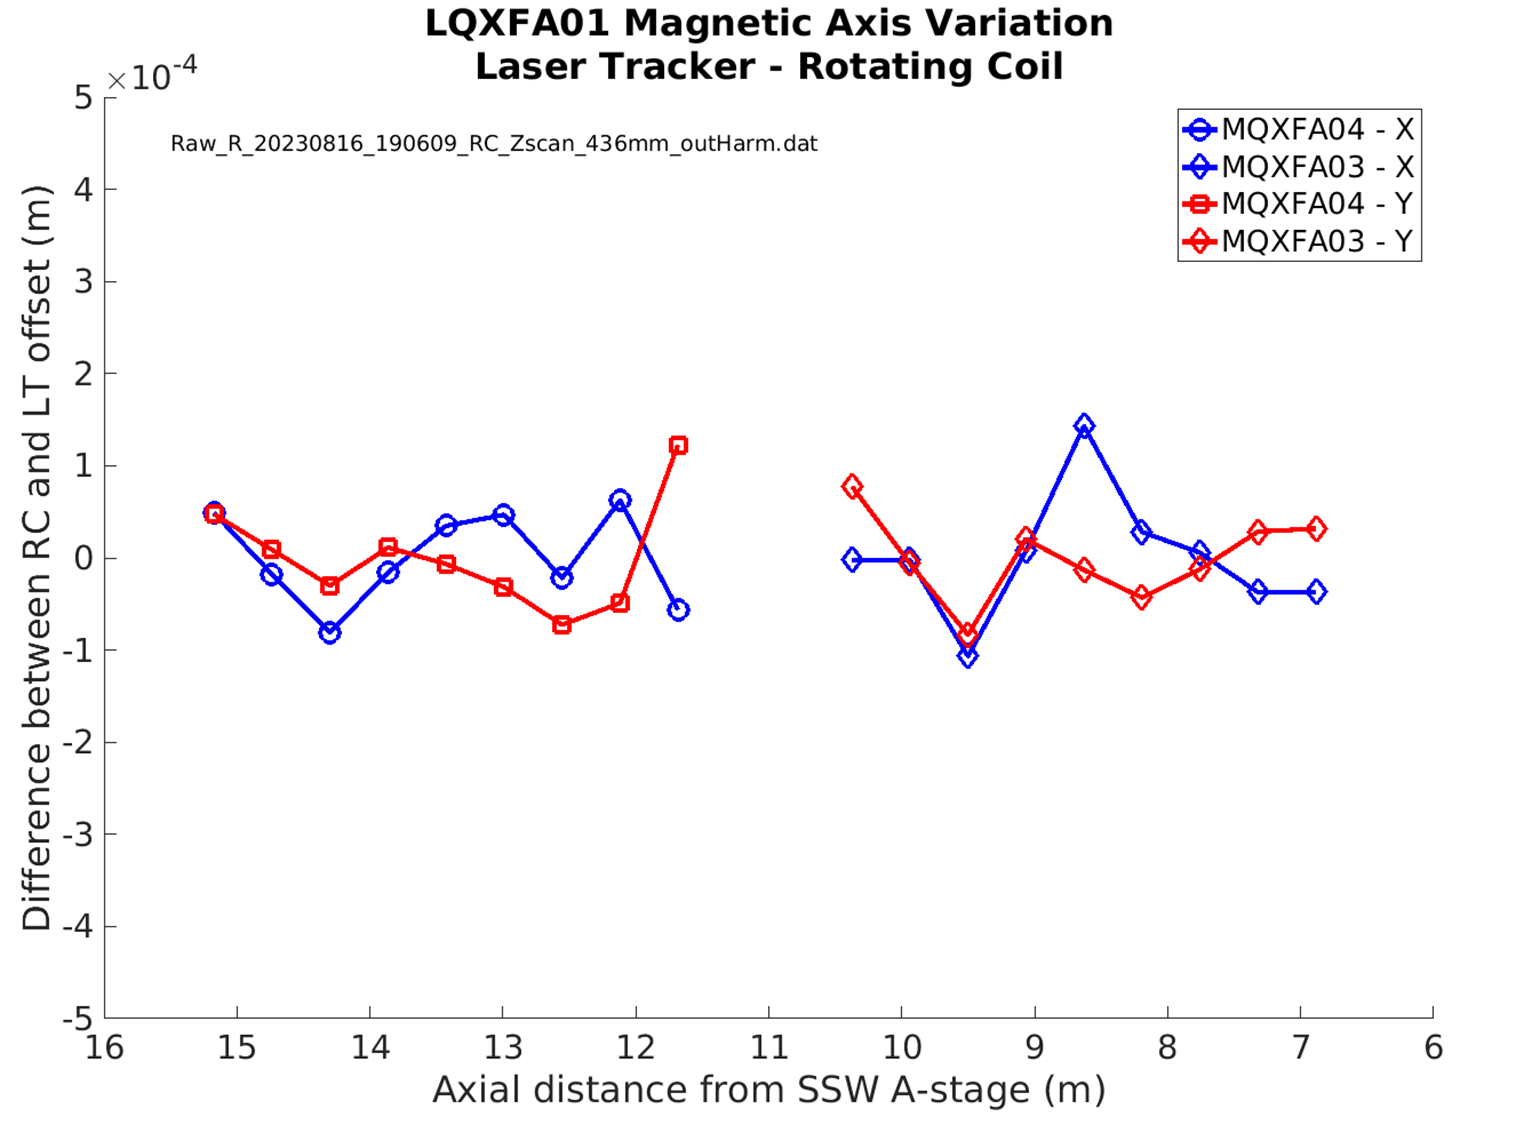 LQXFA01 Magnetic Axis Variation
Laser Tracker - Rotating Coil
×10-4
Raw_R_20230816_190609_RC_Zscan_436mm_outHarm.dat
MQXFA04 - X
MQXFA03 - X
MQXFA04 - Y
MQXFA03 - Y
Difference between RC and LT offset (m)
5
4
3
2
1
0
-1
-2
-3
-4
-5
16 15 14 13 12 11 10 9 8 7 6
Axial distance from SSW A-stage (m)